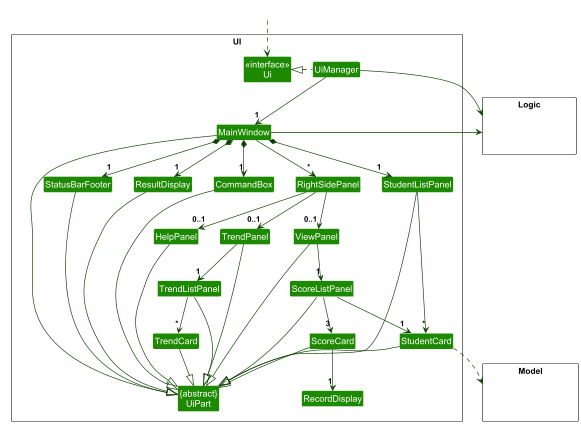 UI
«interface»
Ui
UiManager
Logic
1
MainWindow
1
1
1
*
1
StatusBarFooter
ResultDisplay
CommandBox
RightSidePanel
StudentListPanel
0..1
0..1
0..1
HelpPanel
TrendPanel
ViewPanel
1
1
TrendListPanel
ScoreListPanel
*
3
1
*
TrendCard
ScoreCard
StudentCard
Model
1
{abstract}
UiPart
RecordDisplay